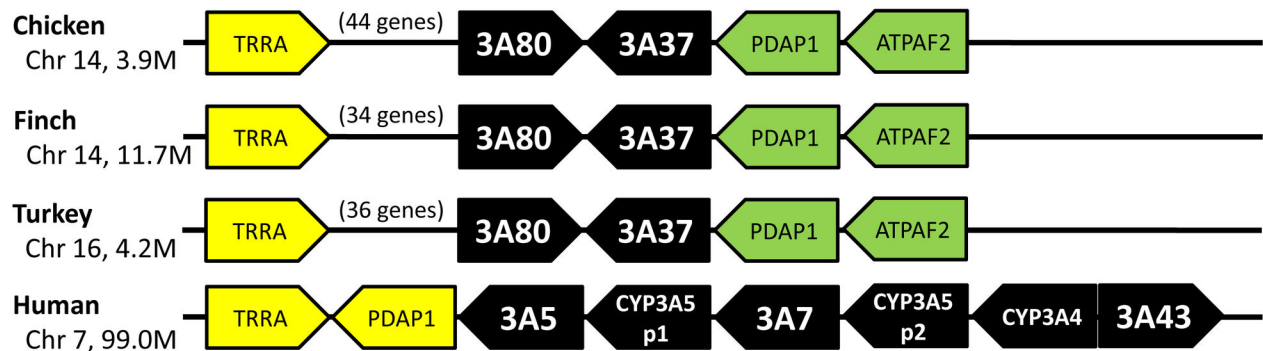 Chicken
Chr 14, 3.9M
TRRA
(44 genes)
3A80
3A37
PDAP1
ATPAF2
Finch
Chr 14, 11.7M
TRRA
(34 genes)
3A80
3A37
PDAP1
ATPAF2
Turkey
Chr 16, 4.2M
TRRA
(36 genes)
3A80
3A37
PDAP1
ATPAF2
Human
Chr 7, 99.0M
TRRA
PDAP1
3A5
CYP3A5
p1
3A7
CYP3A5
p2
CYP3A4
3A43